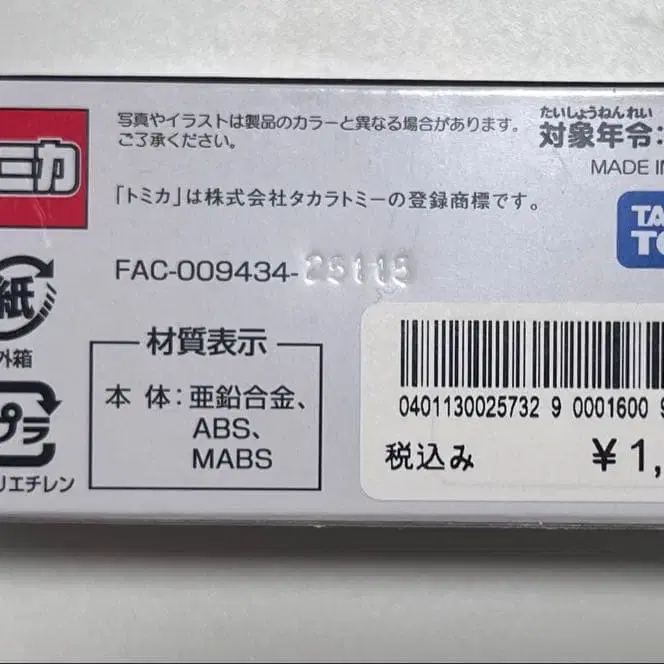 写真やイラストは製品のカラーと異なる場合があります。
ご了承ください。
たいしょうねんれい
対象年令:
MADE IN
「トミカ」は株式会社タカラトミーの登録商標です。
ニカ
TA
TO
FAC-009434-25115
紙
外箱
材質表示
本 体:亜鉛合金、
ABS、
MABS
プラ
リエチレン
0401130025732 9 0001600 9
税込み
¥1,